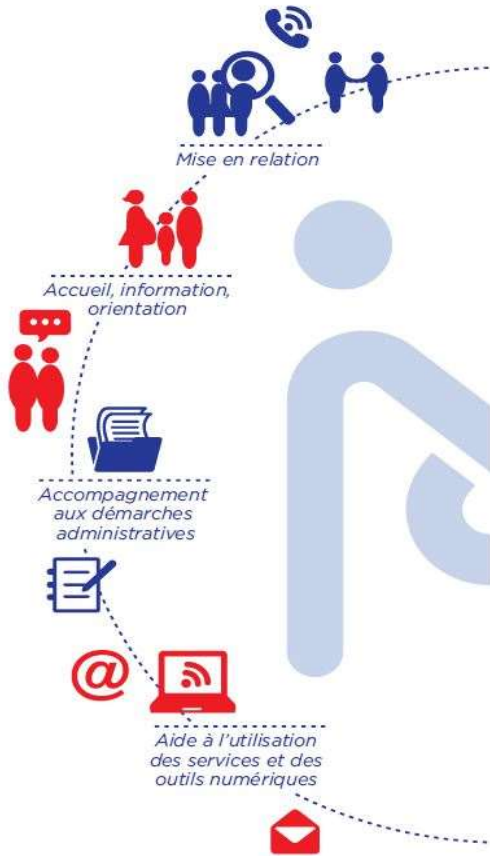 Mise en relation
Accueil, information,
orientation
Accompagnement
aux démarches
administratives
@
Aide à l'utilisation
des services et des
outils numériques